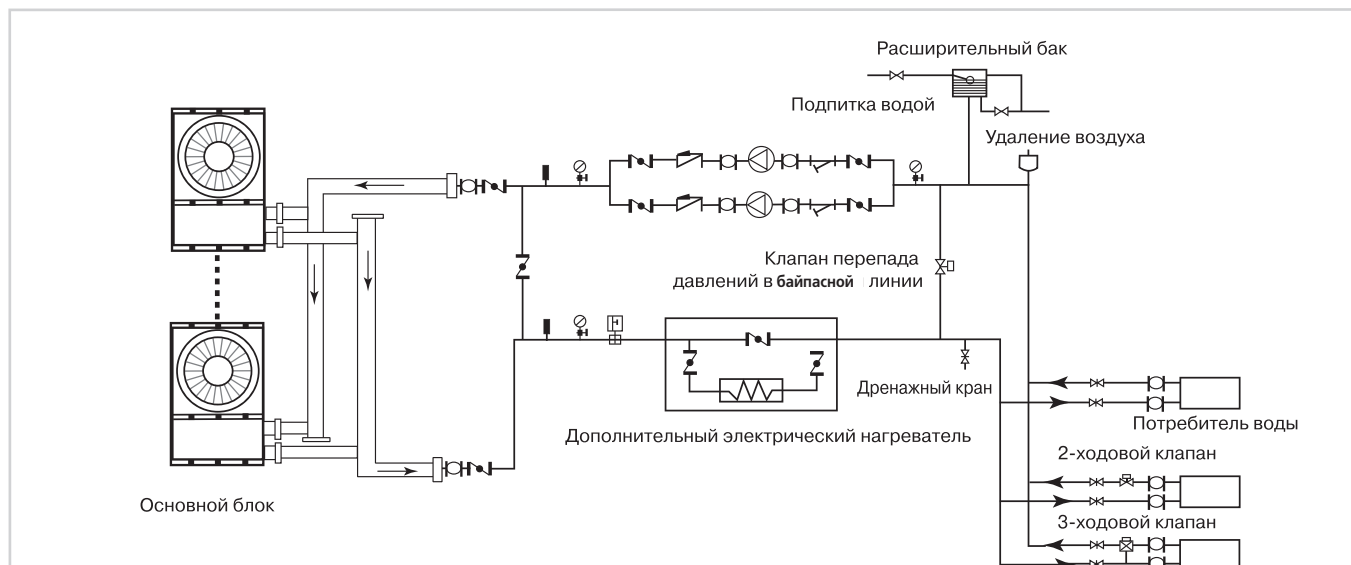 Расширительный бак
Подпитка водой
Удаление воздуха
Клапан перепада
давлений в байпасной линии
Дренажный кран
Дополнительный электрический нагреватель
Потребитель воды
2-ходовой клапан
3-ходовой клапан
Основной блок